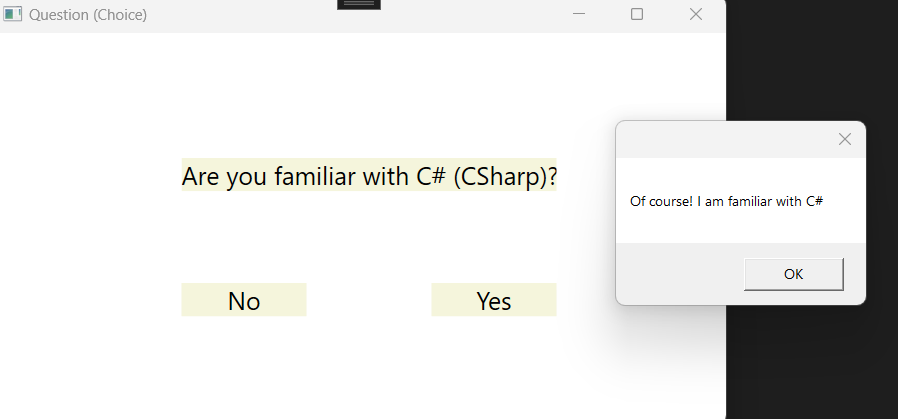 Question (Choice)
Are you familiar with C# (CSharp)?
No
Yes
Of course! I am familiar with C#
OK